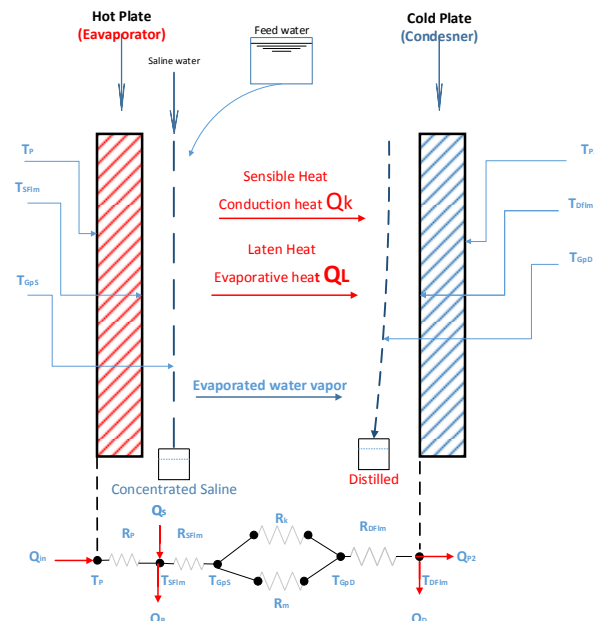 Hot Plate
(Eavaporator)
Saline water
Feed water
Cold Plate
(Condesner)
TP
TSFlm
TGpS
Sensible Heat
Conduction heat Qk
Laten Heat
Evaporative heat QL
Evaporated water vapor
TP
TDFlm
TGpD
Concentrated Saline
Distilled
Qin
TP
RP
QS
TSFlm
QB
RSFlm
TGpS
Rk
Rm
TGpD
RDFlm
TDFlm
QP2
QD